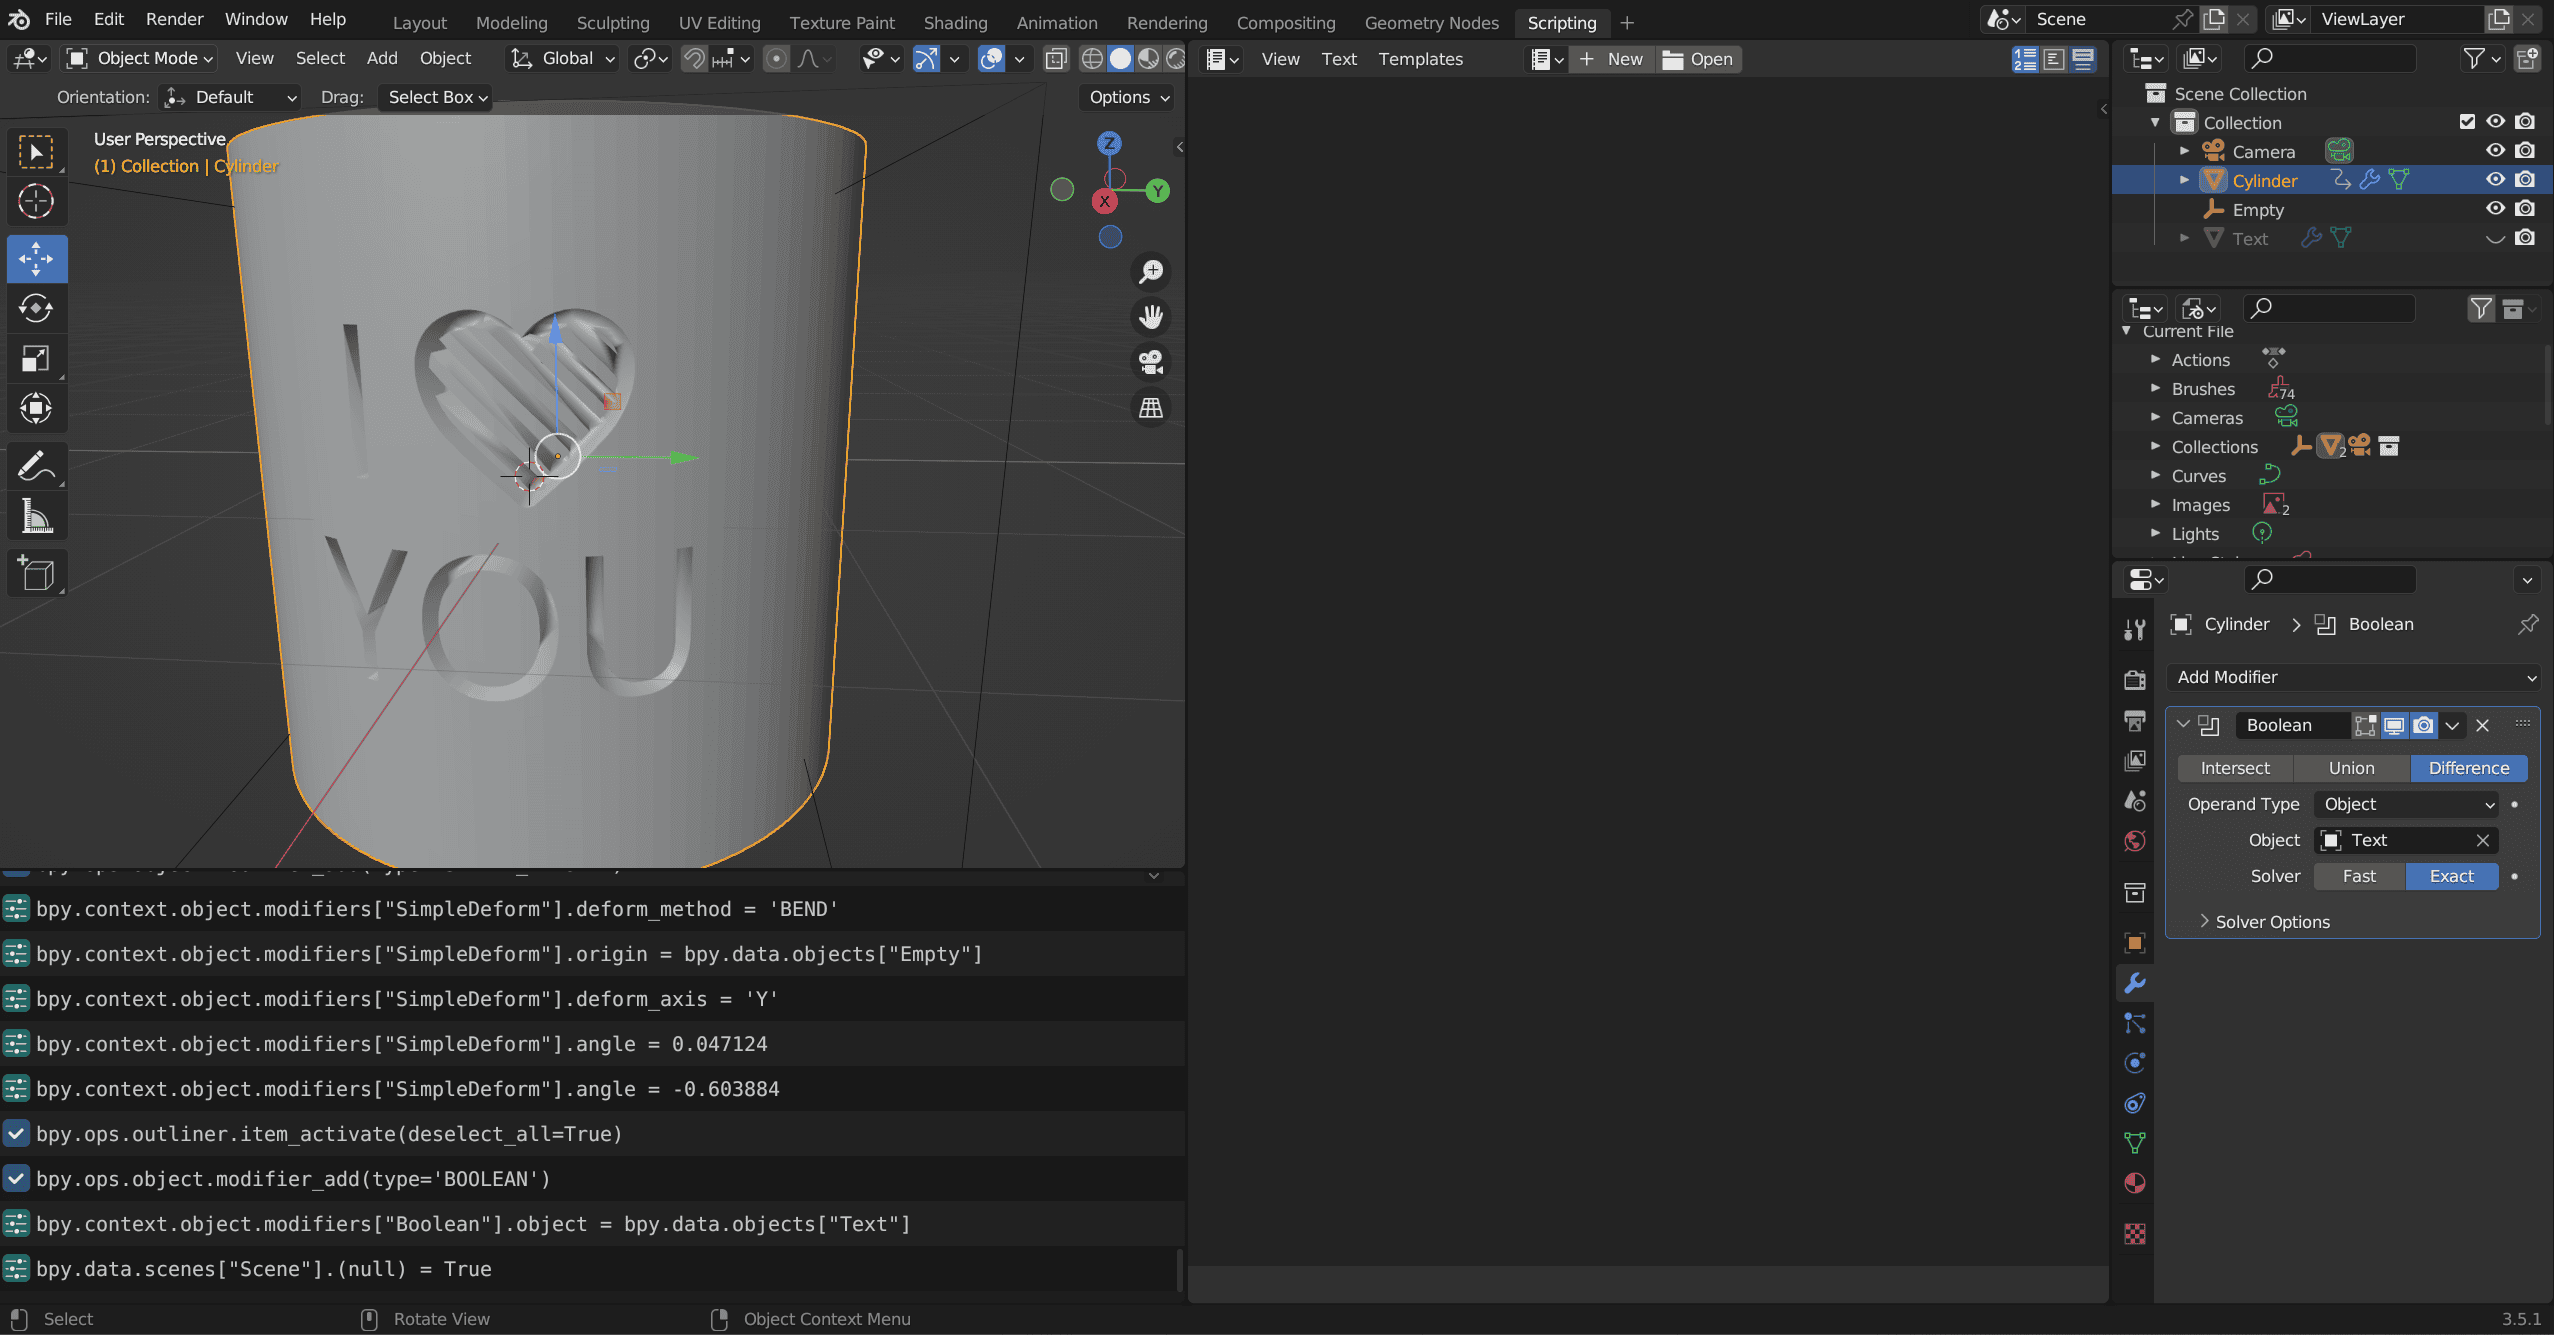 File Edit Render Window Help
Layout Modeling Sculpting UV Editing Texture Paint Shading Animation Rendering Compositing Geometry Nodes Scripting +
Scene
ViewLayer
Object Mode View Select Add Object Global
View Text Templates
+ New Open
Orientation: Default Drag: Select Box
Options
User Perspective
(1) Collection | Cylinder
Z
Y
X
I
YOU
bpy.context.object.modifiers["SimpleDeform"].deform_method = 'BEND'
bpy.context.object.modifiers["SimpleDeform"].origin = bpy.data.objects["Empty"]
bpy.context.object.modifiers["SimpleDeform"].deform_axis = 'Y'
bpy.context.object.modifiers["SimpleDeform"].angle = 0.047124
bpy.context.object.modifiers["SimpleDeform"].angle = -0.603884
bpy.ops.outliner.item_activate(deselect_all=True)
bpy.ops.object.modifier_add(type='BOOLEAN')
bpy.context.object.modifiers["Boolean"].object = bpy.data.objects["Text"]
bpy.data.scenes["Scene"].(null) = True
Scene Collection
Collection
Camera
Cylinder
Empty
Text
Current File
Actions
Brushes 74
Cameras
Collections 2
Curves
Images 2
Lights
Cylinder > Boolean
Add Modifier
Boolean
Intersect Union Difference
Operand Type Object
Object Text
Solver Fast Exact
Solver Options
Select
Rotate View
Object Context Menu
3.5.1